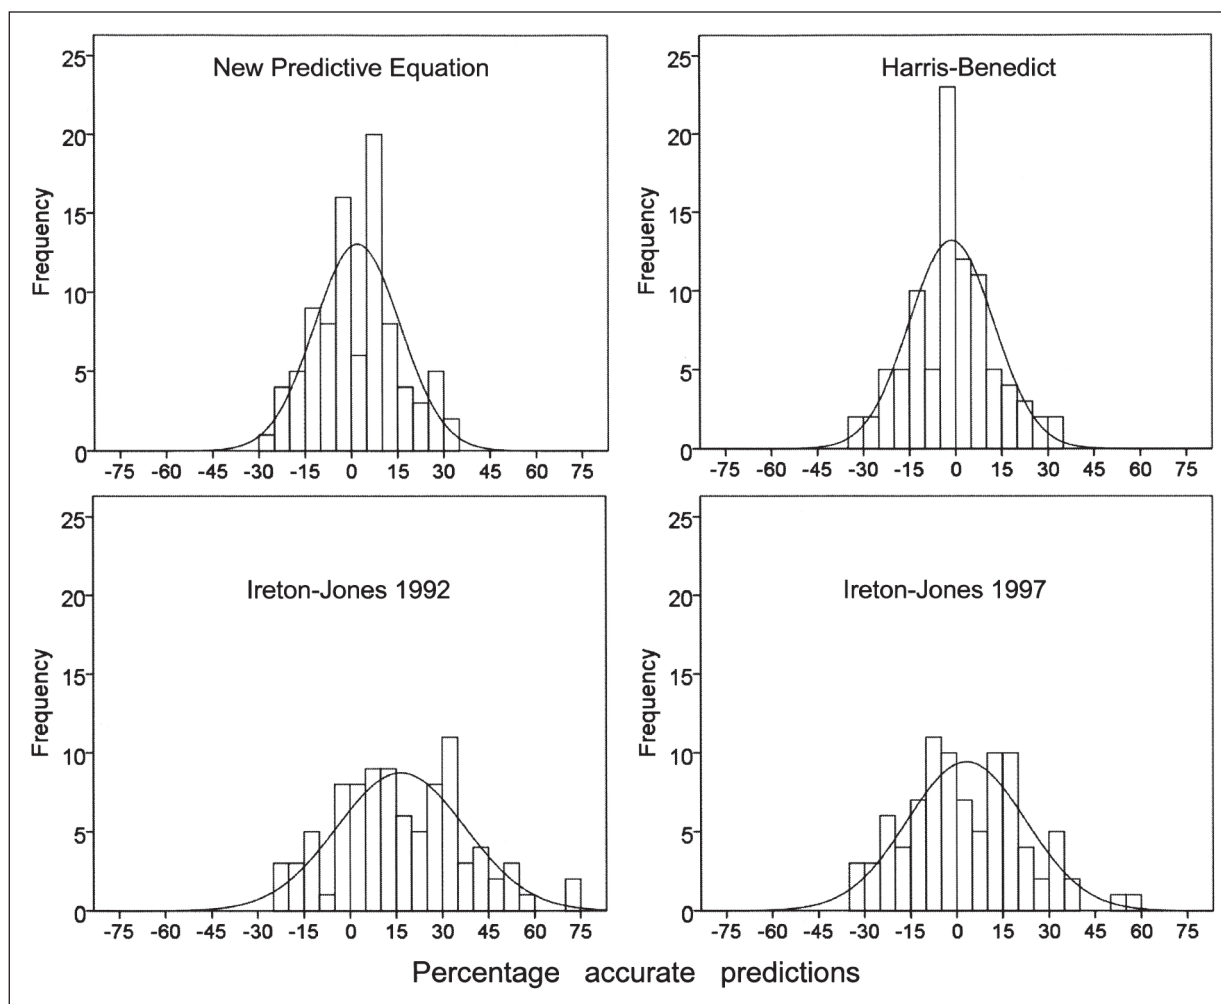 New Predictive Equation
Frequency
25
20
15
10
5
0
-75 -60 -45 -30 -15 0 15 30 45 60 75
Harris-Benedict
Frequency
25
20
15
10
5
0
-75 -60 -45 -30 -15 0 15 30 45 60 75
Ireton-Jones 1992
Frequency
25
20
15
10
5
0
-75 -60 -45 -30 -15 0 15 30 45 60 75
Ireton-Jones 1997
Frequency
25
20
15
10
5
0
-75 -60 -45 -30 -15 0 15 30 45 60 75
Percentage accurate predictions